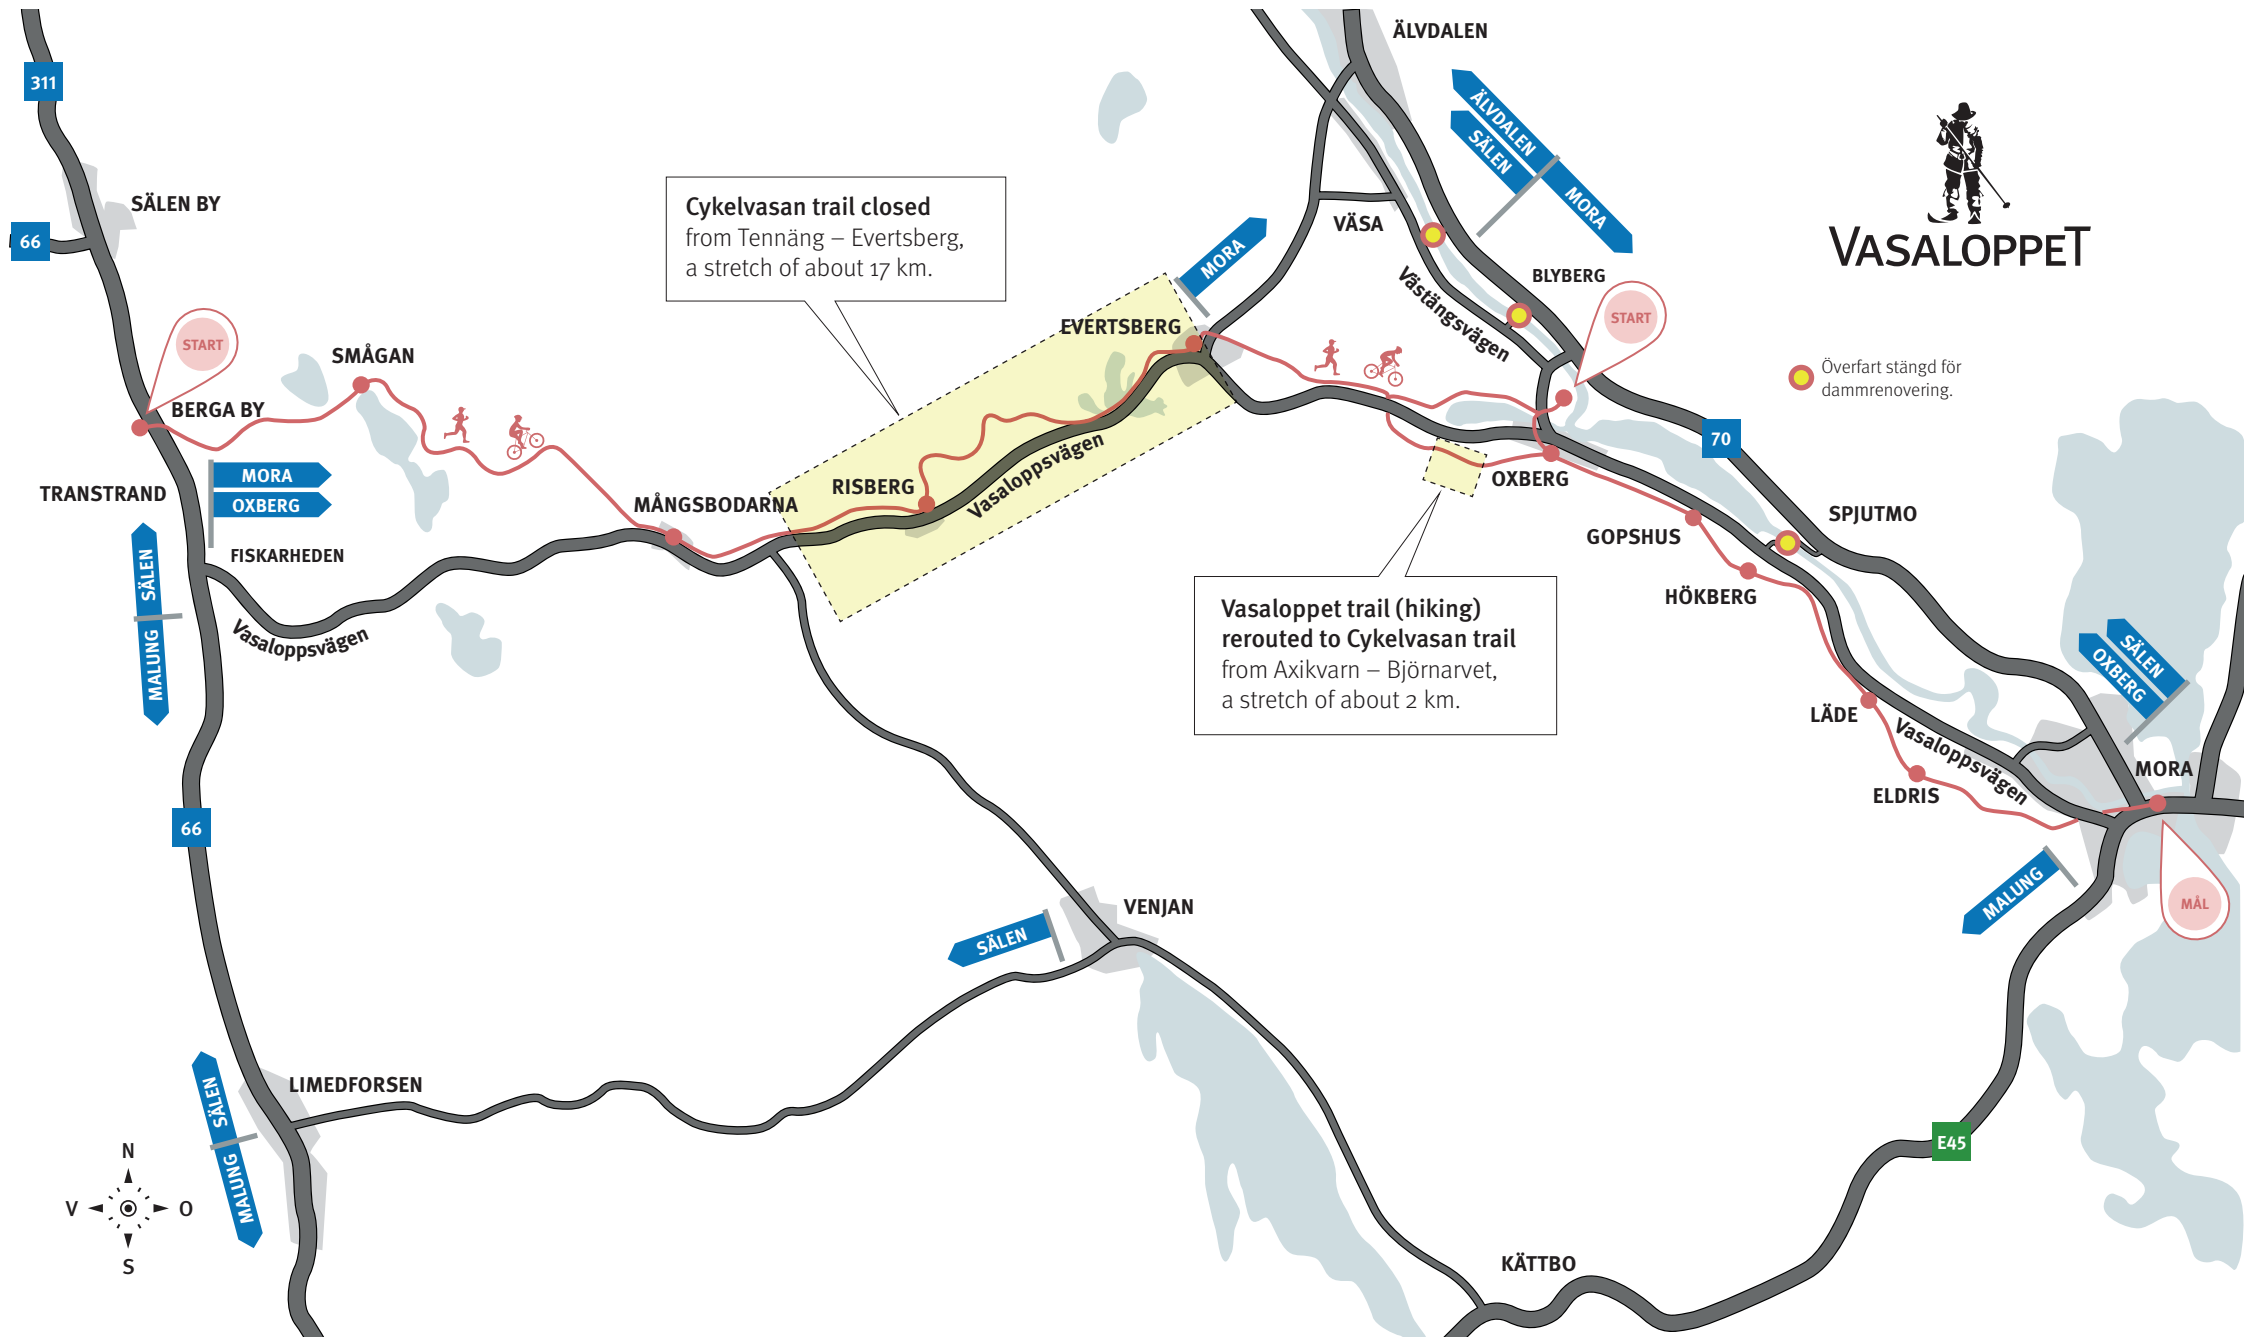 ÄLVDALEN
311
ÄLVDALEN
SÄLEN
MORA
VASALOPPET
SÄLEN BY
66
Cykelvasan trail closed
from Tennäng – Evertsberg,
a stretch of about 17 km.
MORA
VÄSA
Västängsvägen
BLYBERG
START
START
SMÅGAN
BERGA BY
EVERTSBERG
Överfart stängd för
dammrenovering.
70
MORA
OXBERG
TRANSTRAND
MÅNGSBODARNA
RISBERG
Vasaloppsvägen
OXBERG
GOPSHUS
SPJUTMO
FISKARHEDEN
SÄLEN
MALUNG
Vasaloppsvägen
HÖKBERG
Vasaloppet trail (hiking)
rerouted to Cykelvasan trail
from Axikvarn – Björnarvet,
a stretch of about 2 km.
SÄLEN
OXBERG
LÄDE
Vasaloppsvägen
ELDRIS
MORA
66
MALUNG
MÅL
VENJAN
SÄLEN
LIMEDFORSEN
SÄLEN
MALUNG
E45
N
V
O
S
KÄTTBO